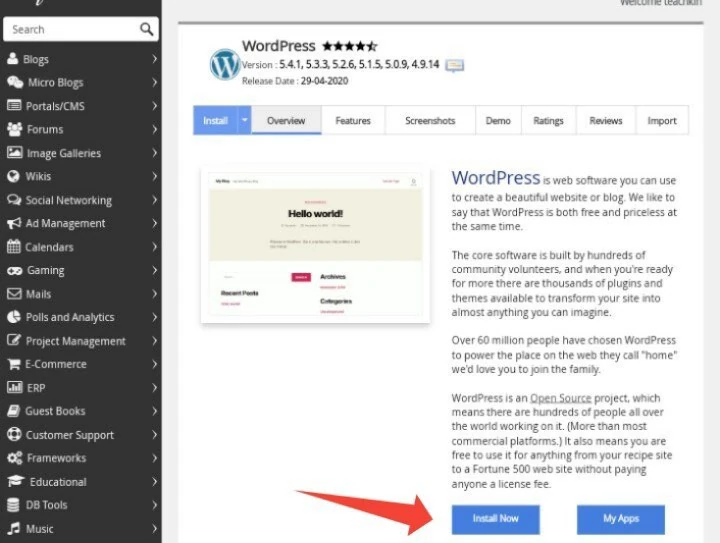 Welcome teachkin
Search
Blogs
Micro Blogs
Portals/CMS
Forums
Image Galleries
Wikis
Social Networking
Ad Management
Calendars
Gaming
Mails
Polls and Analytics
Project Management
E-Commerce
ERP
Guest Books
Customer Support
Frameworks
Educational
DB Tools
Music
WordPress
Version : 5.4.1, 5.3.3, 5.2.6, 5.1.5, 5.0.9, 4.9.14
Release Date : 29-04-2020
Install Overview Features Screenshots Demo Ratings Reviews Import
My Blog
Hello world!
Archives
Recent Posts
Categories
WordPress is web software you can use
to create a beautiful website or blog. We like to
say that WordPress is both free and priceless at
the same time.
The core software is built by hundreds of
community volunteers, and when you're ready
for more there are thousands of plugins and
themes available to transform your site into
almost anything you can imagine.
Over 60 million people have chosen WordPress
to power the place on the web they call "home"
we'd love you to join the family.
WordPress is an Open Source project, which
means there are hundreds of people all over
the world working on it. (More than most
commercial platforms.) It also means you are
free to use it for anything from your recipe site
to a Fortune 500 web site without paying
anyone a license fee.
Install Now My Apps